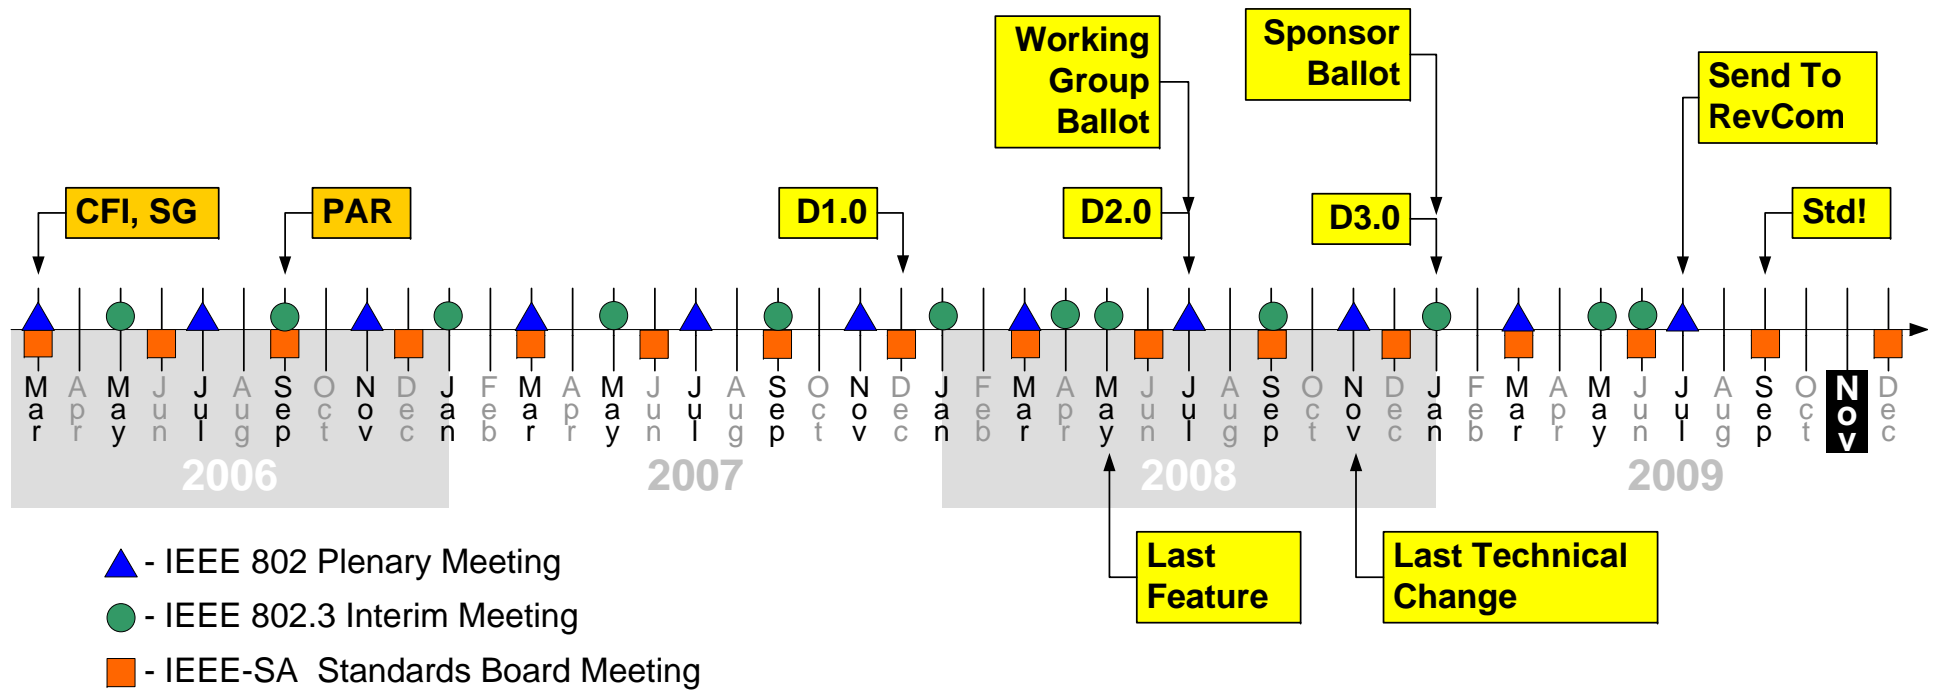 Working
Group
Ballot
Sponsor
Ballot
Send To
RevCom
CFI, SG
PAR
D1.0
D2.0
D3.0
Std!
Mar Apr May Jun Jul Aug Sep Oct Nov Dec Jan Feb Mar Apr May Jun Jul Aug Sep Oct Nov Dec Jan Feb Mar Apr May Jun Jul Aug Sep Oct Nov Dec Jan Feb Mar Apr May Jun Jul Aug Sep Oct Nov Dec
2006 2007 2008 2009
Last
Feature
Last Technical
Change
- IEEE 802 Plenary Meeting
- IEEE 802.3 Interim Meeting
- IEEE-SA Standards Board Meeting